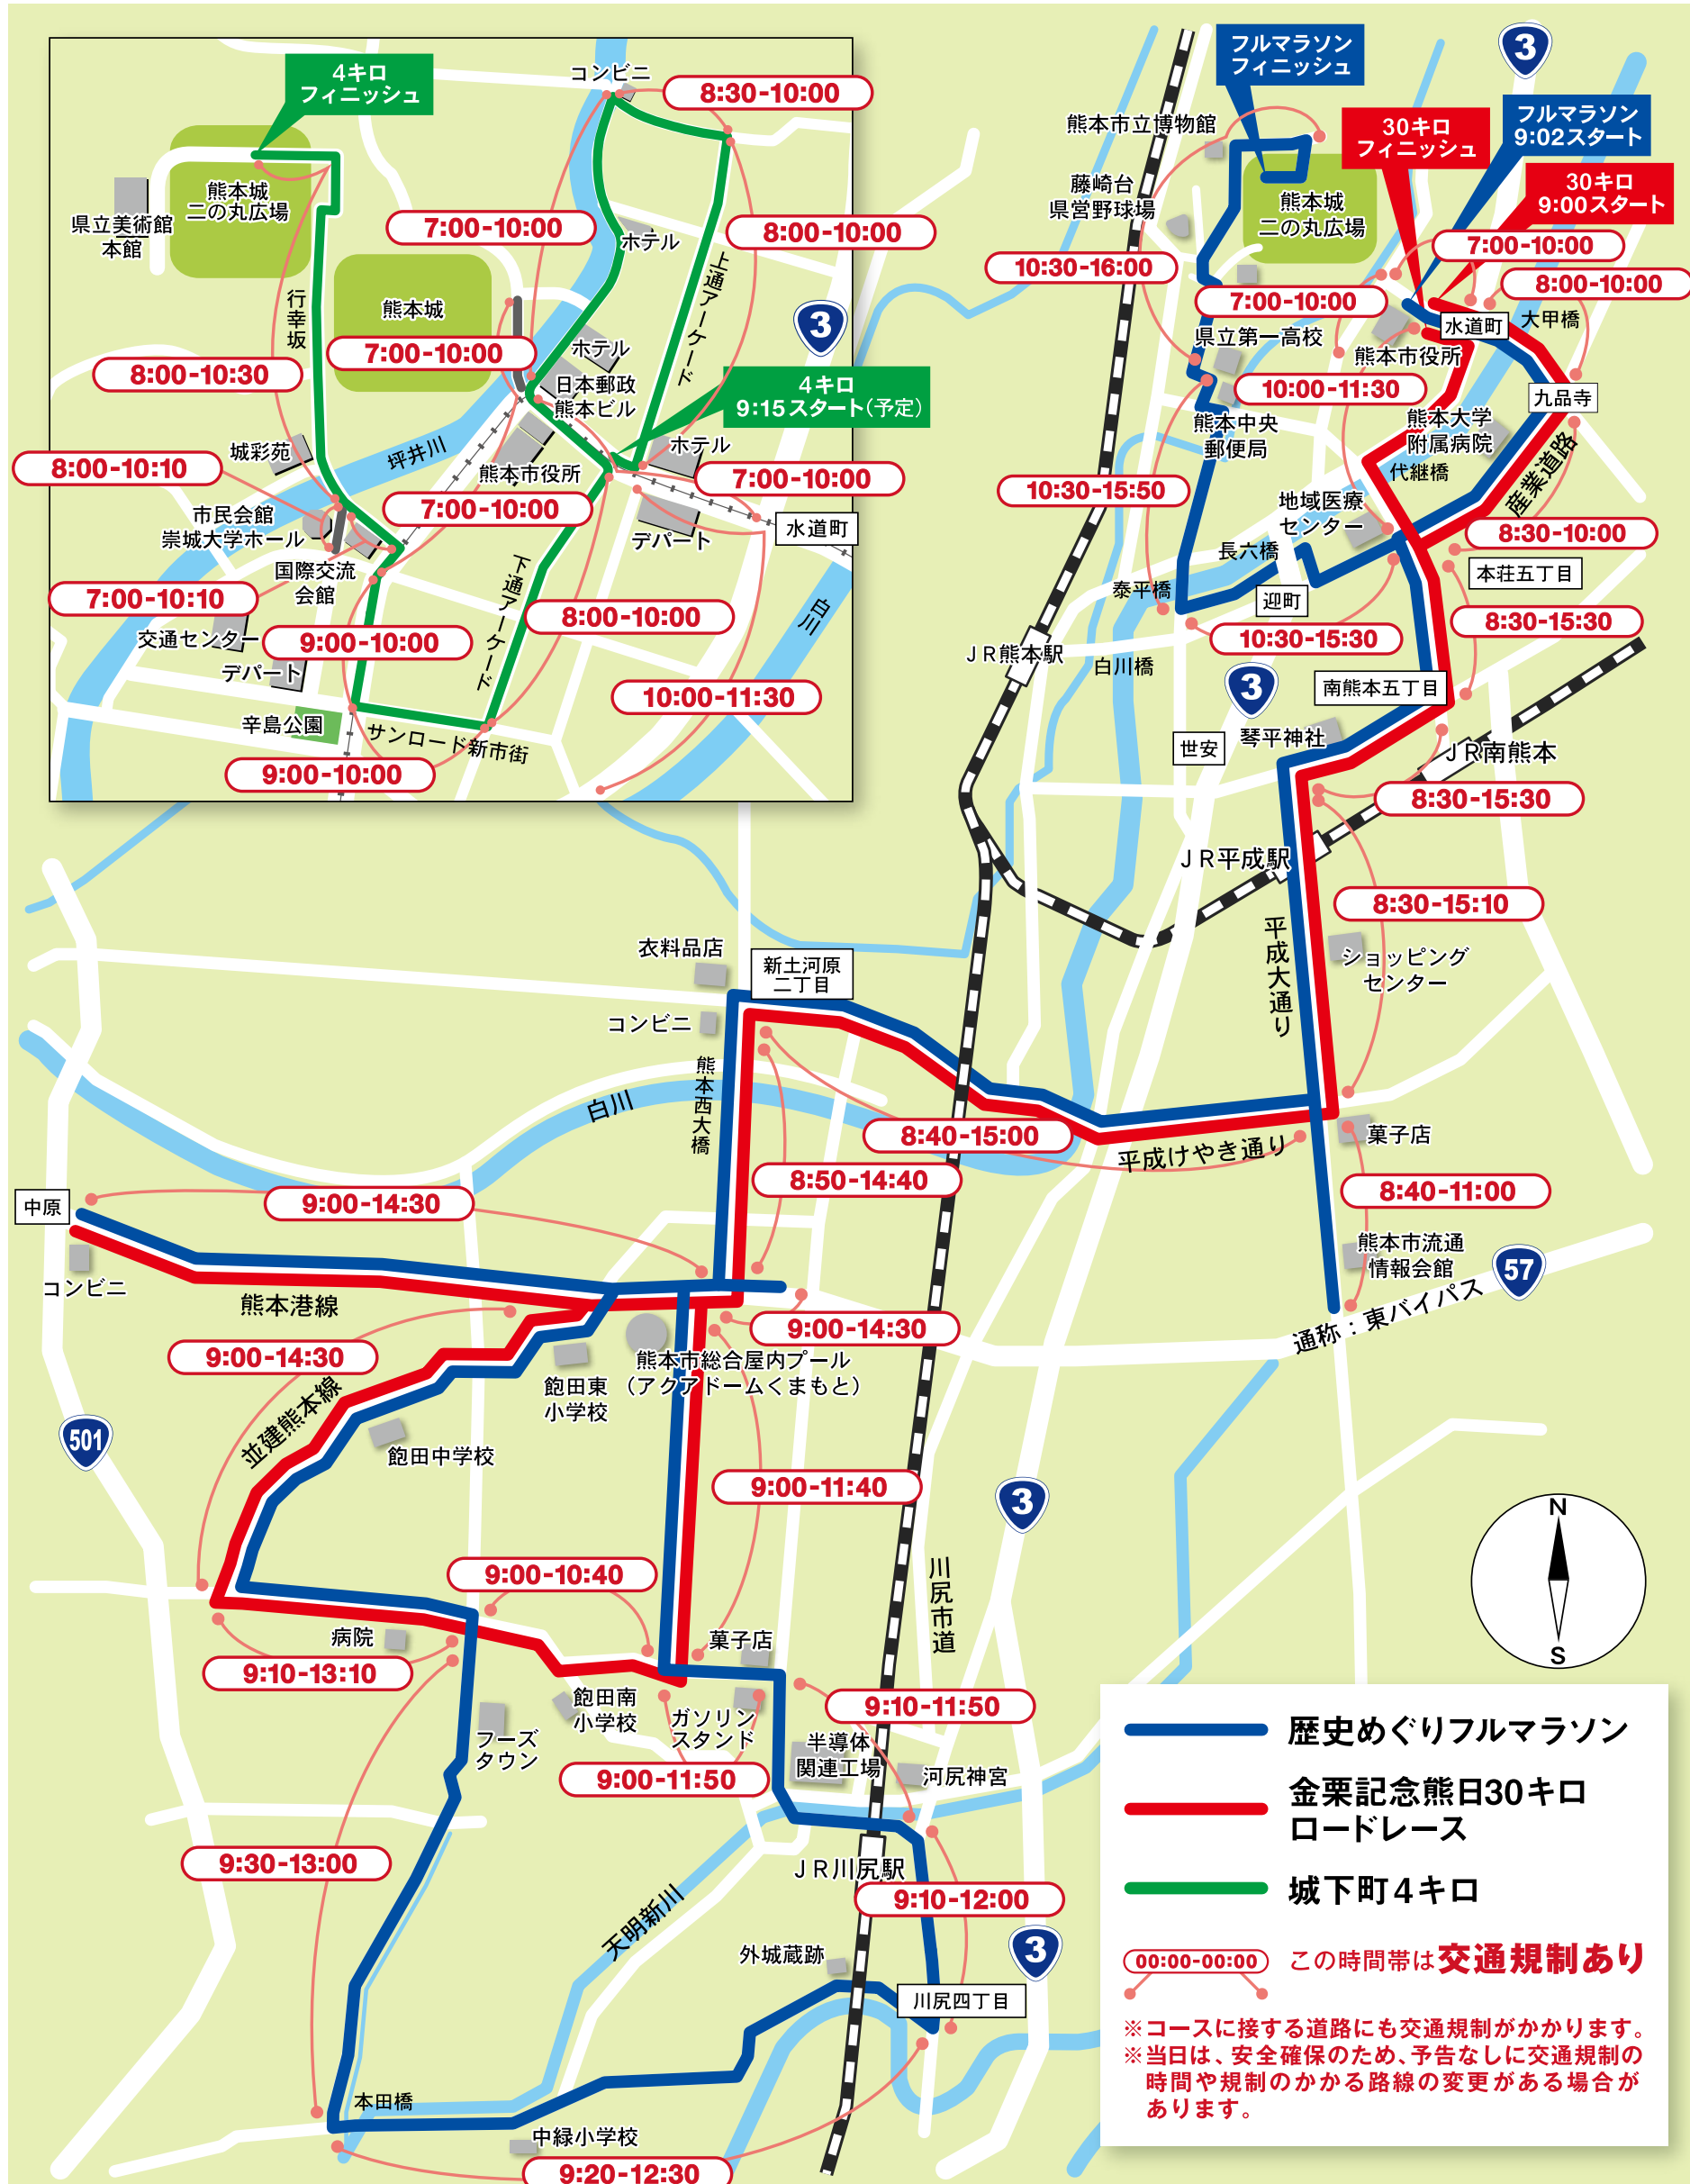 4キロ
フィニッシュ
コンビニ
8:30-10:00
熊本城
二の丸広場
県立美術館
本館
7:00-10:00
ホテル
8:00-10:00
上通アーケード
行幸坂
熊本城
3
7:00-10:00
ホテル
8:00-10:30
日本郵政
熊本ビル
4キロ
9:15スタート(予定)
城彩苑
坪井川
ホテル
8:00-10:10
熊本市役所
7:00-10:00
7:00-10:00
市民会館
崇城大学ホール
デパート
水道町
国際交流
会館
下通アーケード
7:00-10:10
8:00-10:00
白川
交通センター
9:00-10:00
デパート
10:00-11:30
辛島公園
サンロード新市街
9:00-10:00
フルマラソン
フィニッシュ
3
熊本市立博物館
30キロ
フィニッシュ
フルマラソン
9:02スタート
藤崎台
県営野球場
熊本城
二の丸広場
30キロ
9:00スタート
7:00-10:00
10:30-16:00
8:00-10:00
7:00-10:00
水道町
大甲橋
県立第一高校
熊本市役所
10:00-11:30
九品寺
熊本中央
郵便局
熊本大学
附属病院
代継橋
産業道路
10:30-15:50
地域医療
センター
8:30-10:00
長六橋
本荘五丁目
泰平橋
迎町
8:30-15:30
10:30-15:30
JR熊本駅
白川橋
3
南熊本五丁目
世安
琴平神社
JR南熊本
8:30-15:30
JR平成駅
8:30-15:10
平成大通り
ショッピング
センター
衣料品店
新土河原
二丁目
コンビニ
熊本西大橋
白川
8:40-15:00
平成けやき通り
菓子店
8:50-14:40
8:40-11:00
中原
9:00-14:30
コンビニ
熊本市流通
情報会館
57
熊本港線
通称：東バイパス
9:00-14:30
9:00-14:30
熊本市総合屋内プール
(アクアドームくまもと)
飽田東
小学校
並建熊本線
501
飽田中学校
9:00-11:40
3
N
S
9:00-10:40
川尻市道
病院
菓子店
9:10-13:10
飽田南
小学校
ガソリン
スタンド
9:10-11:50
フーズ
タウン
半導体
関連工場
9:00-11:50
河尻神宮
9:30-13:00
JR川尻駅
9:10-12:00
天明新川
外城蔵跡
3
川尻四丁目
本田橋
中緑小学校
9:20-12:30
歴史めぐりフルマラソン
金栗記念熊日30キロ
ロードレース
城下町4キロ
00:00-00:00 この時間帯は交通規制あり
※コースに接する道路にも交通規制がかかります。
※当日は、安全確保のため、予告なしに交通規制の
時間や規制のかかる路線の変更がある場合が
あります。